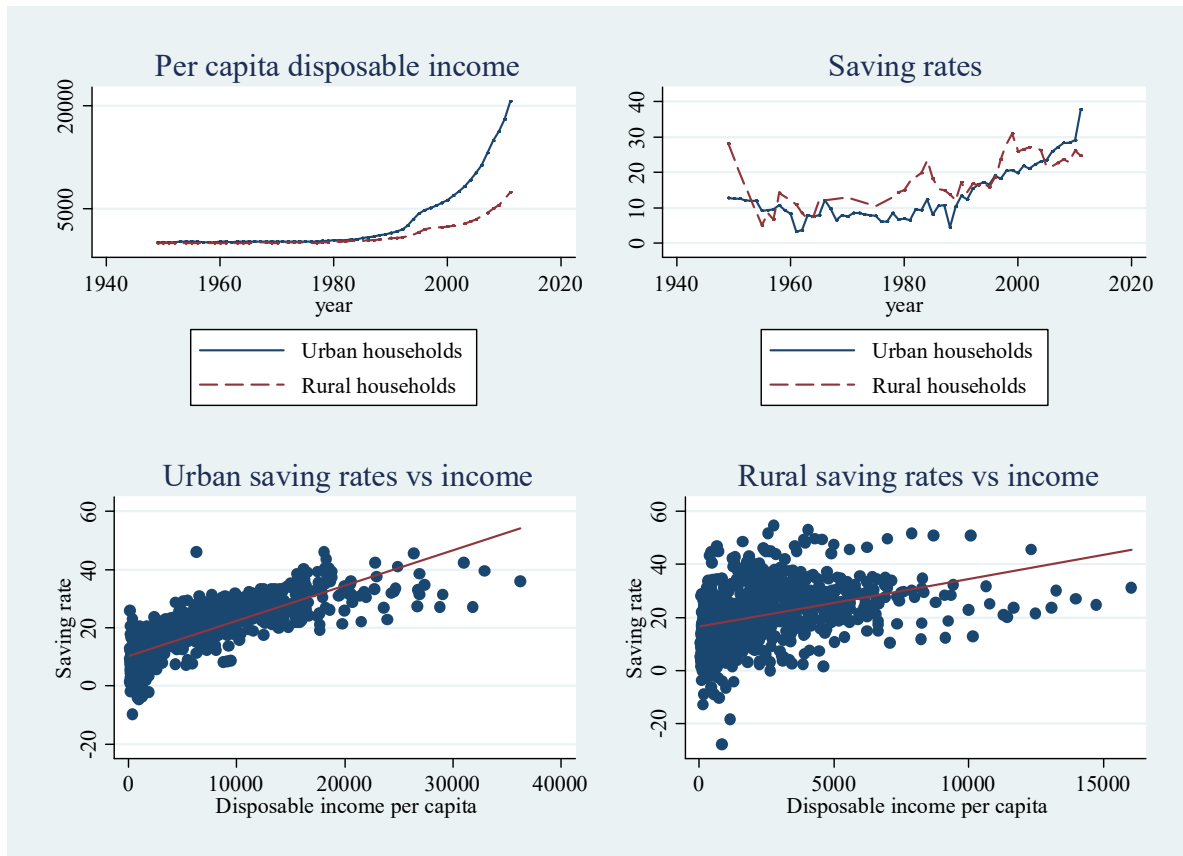 Per capita disposable income
20000
5000
1940 1960 1980 2000 2020
year
Urban households
Rural households
Saving rates
40
30
20
10
0
1940 1960 1980 2000 2020
year
Urban households
Rural households
Urban saving rates vs income
Saving rate
60
40
20
0
-20
0 10000 20000 30000 40000
Disposable income per capita
Rural saving rates vs income
Saving rate
60
40
20
0
-20
0 5000 10000 15000
Disposable income per capita